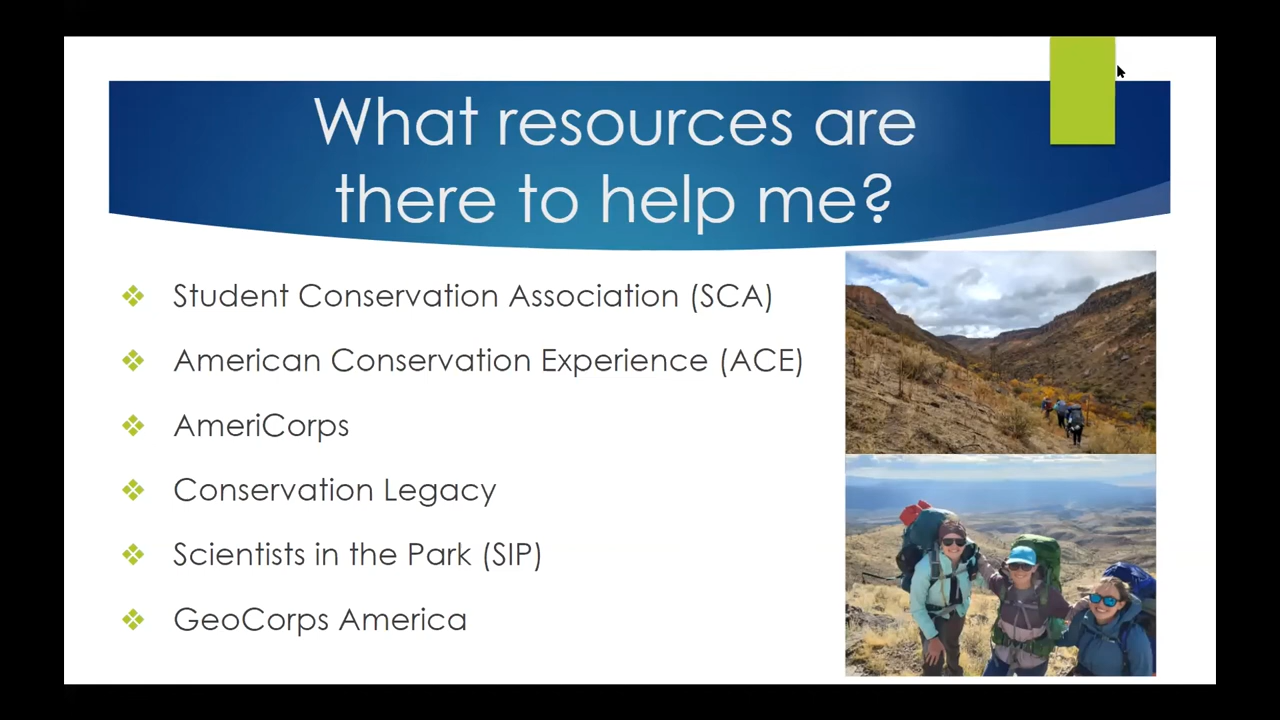 What resources are
there to help me?
Student Conservation Association (SCA)
American Conservation Experience (ACE)
AmeriCorps
Conservation Legacy
Scientists in the Park (SIP)
GeoCorps America